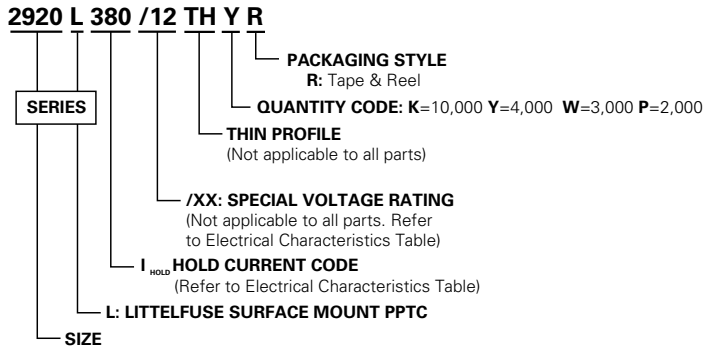 2920 L 380 /12 TH Y R
PACKAGING STYLE
R: Tape & Reel
SERIES
QUANTITY CODE: K=10,000 Y=4,000 W=3,000 P=2,000
THIN PROFILE
(Not applicable to all parts)
/XX: SPECIAL VOLTAGE RATING
(Not applicable to all parts. Refer
to Electrical Characteristics Table)
I HOLD HOLD CURRENT CODE
(Refer to Electrical Characteristics Table)
L: LITTELFUSE SURFACE MOUNT PPTC
SIZE